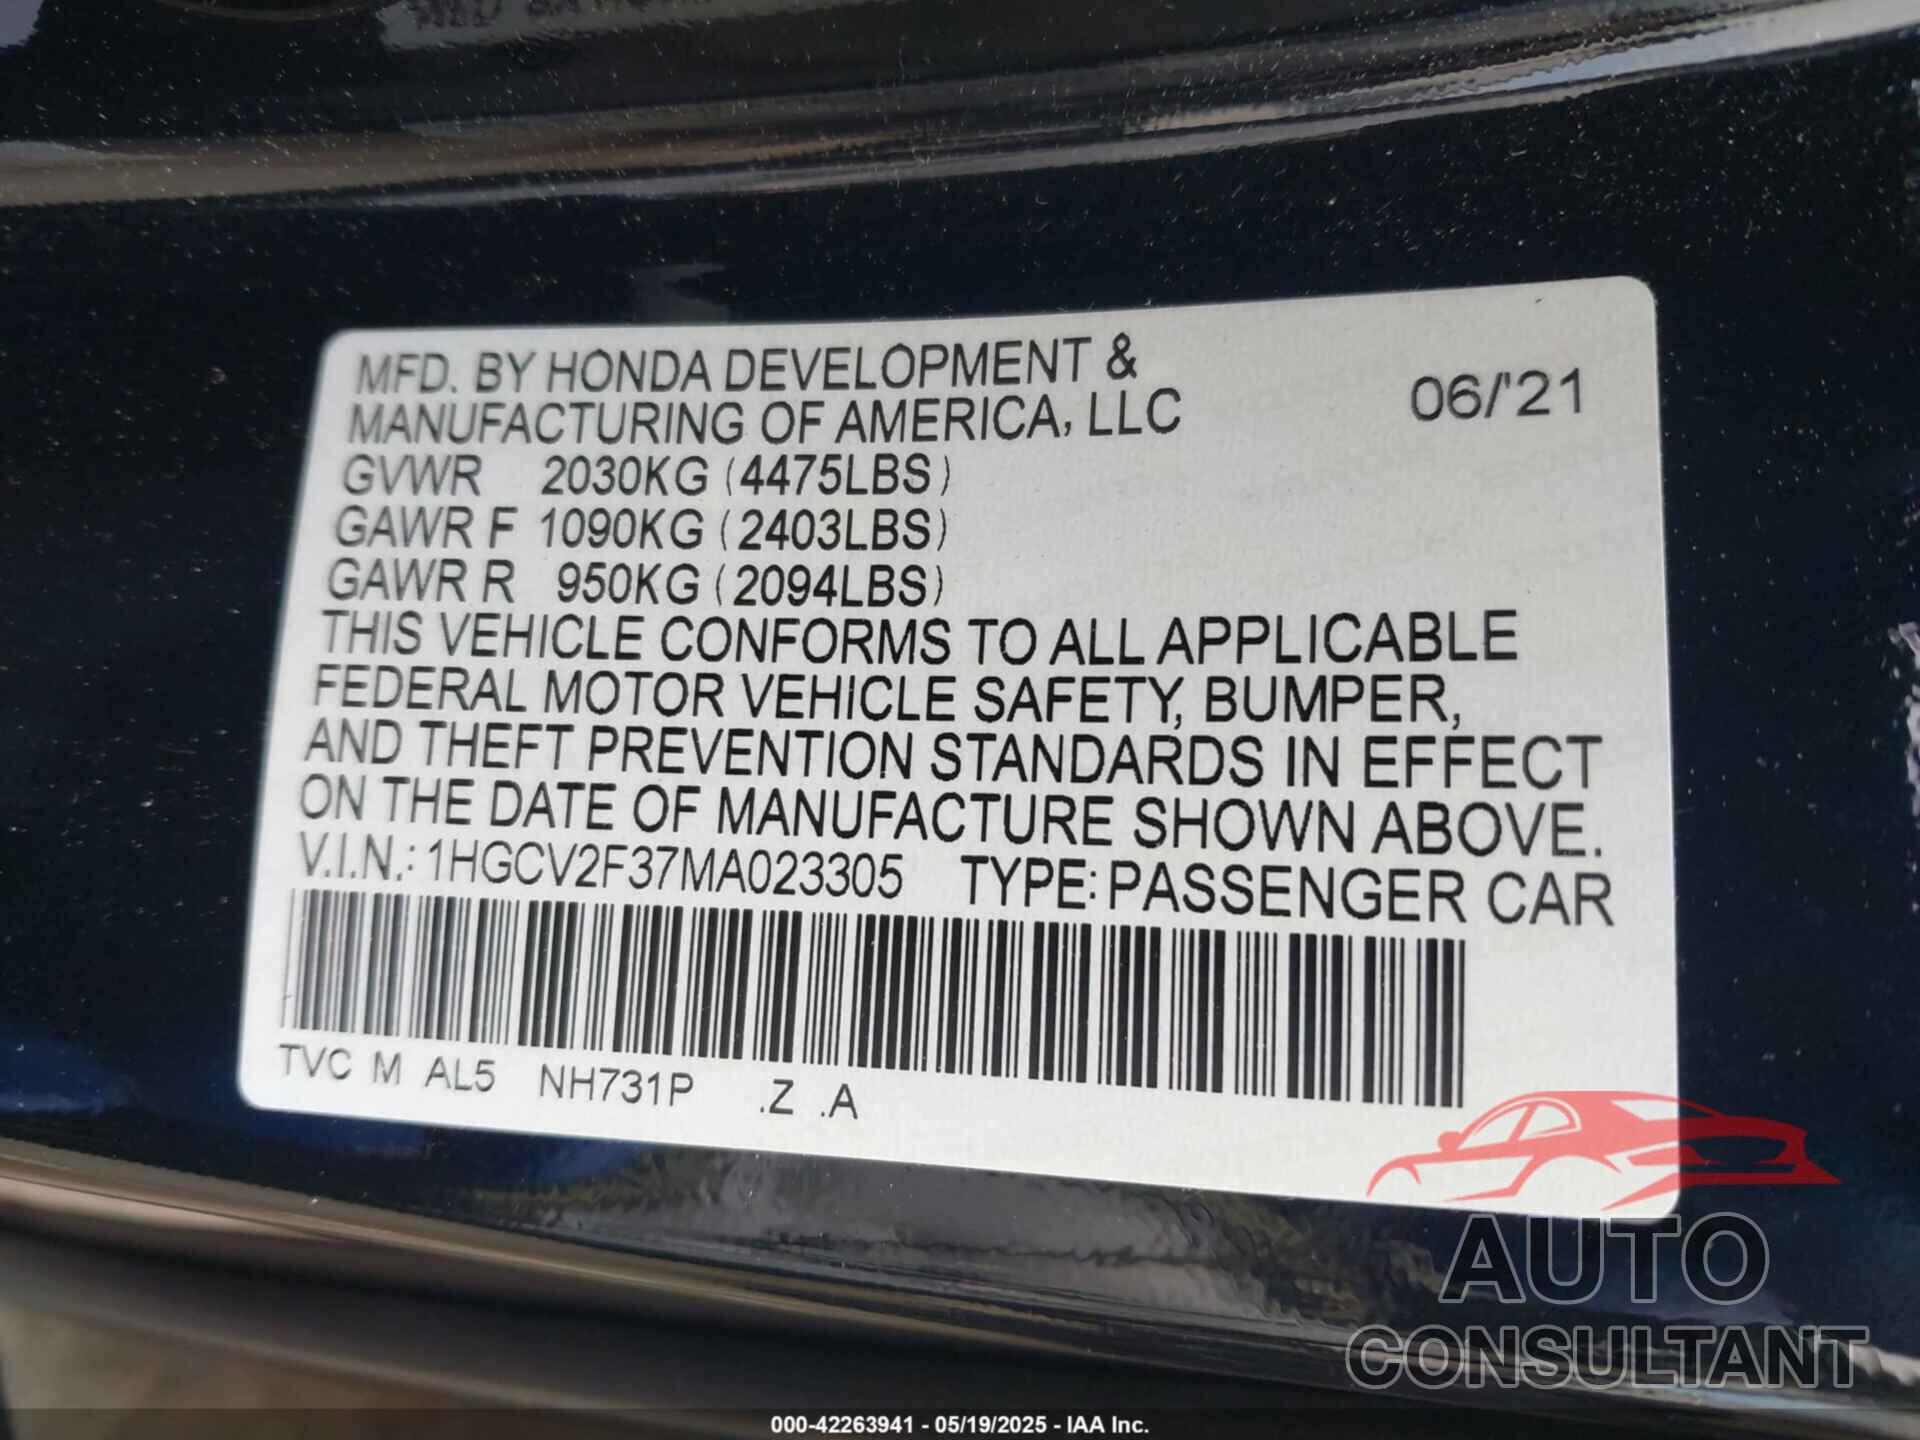 MFD. BY HONDA DEVELOPMENT &
MANUFACTURING OF AMERICA, LLC
06/'21
GVWR 2030KG (4475LBS)
GAWR F 1090KG (2403LBS)
GAWR R 950KG (2094LBS)
THIS VEHICLE CONFORMS TO ALL APPLICABLE
FEDERAL MOTOR VEHICLE SAFETY, BUMPER,
AND THEFT PREVENTION STANDARDS IN EFFECT
ON THE DATE OF MANUFACTURE SHOWN ABOVE.
V.I.N.: 1HGCV2F37MA023305 TYPE: PASSENGER CAR
TVC M AL5 NH731P .Z .A
AUTO
CONSULTANT
000-42263941 - 05/19/2025 - IAA Inc.